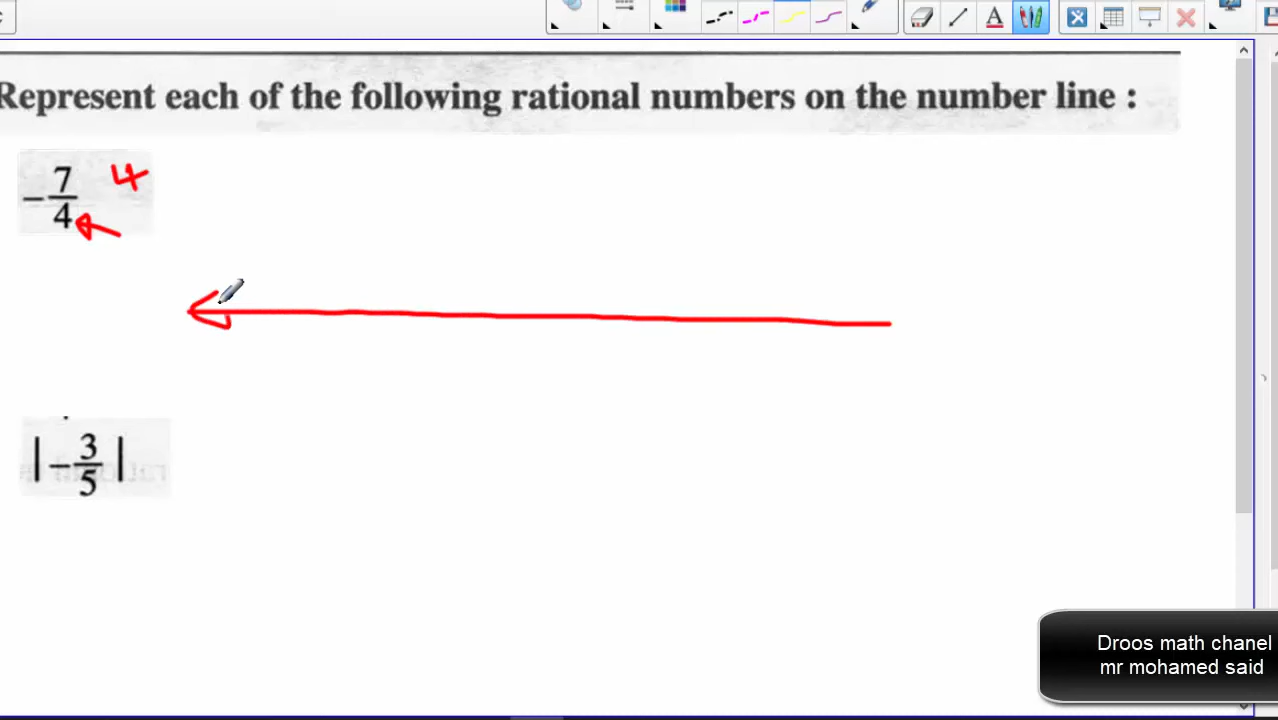 Represent each of the following rational numbers on the number line :
-7/4 4
|-3/5|
Droos math chanel
mr mohamed said